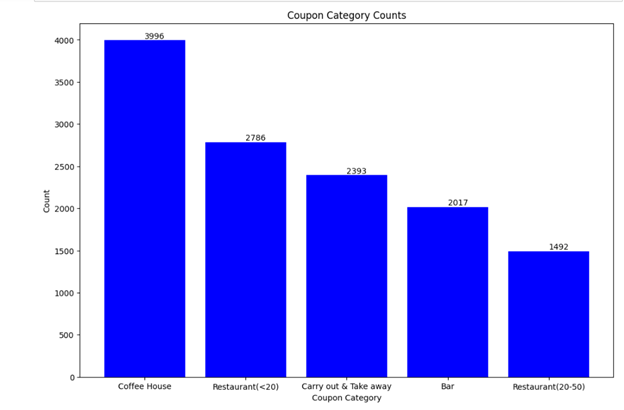 Coupon Category Counts
4000
3500
3000
2500
2000
1500
1000
500
0
Count
3996
2786
2393
2017
1492
Coffee House
Restaurant(<20)
Carry out & Take away
Bar
Restaurant(20-50)
Coupon Category